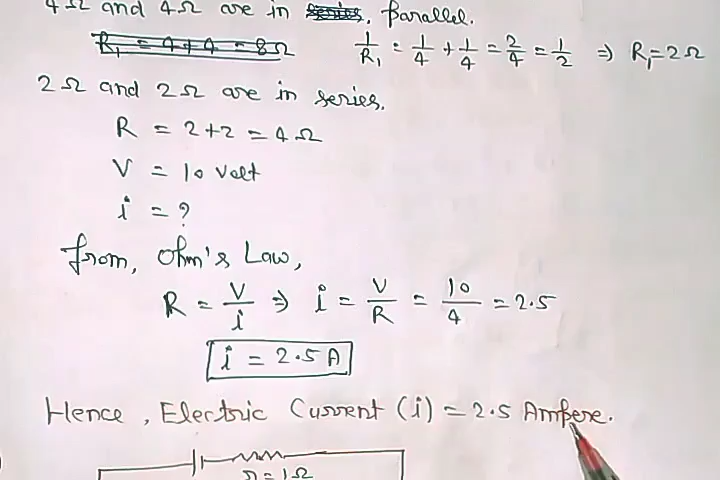 4Ω and 4Ω are in series, parallel.
R₁ = 4+4 = 8Ω 1/R₁ = 1/4 + 1/4 = 2/4 = 1/2 ⇒ R₁=2Ω
2Ω and 2Ω are in series.
R = 2+2 = 4Ω
V = 10 Volt
i = ?
from, Ohm's Law,
R = V/i ⇒ i = V/R = 10/4 = 2.5
i = 2.5A
Hence, Electric Current (i) = 2.5 Ampere.
r = 1Ω